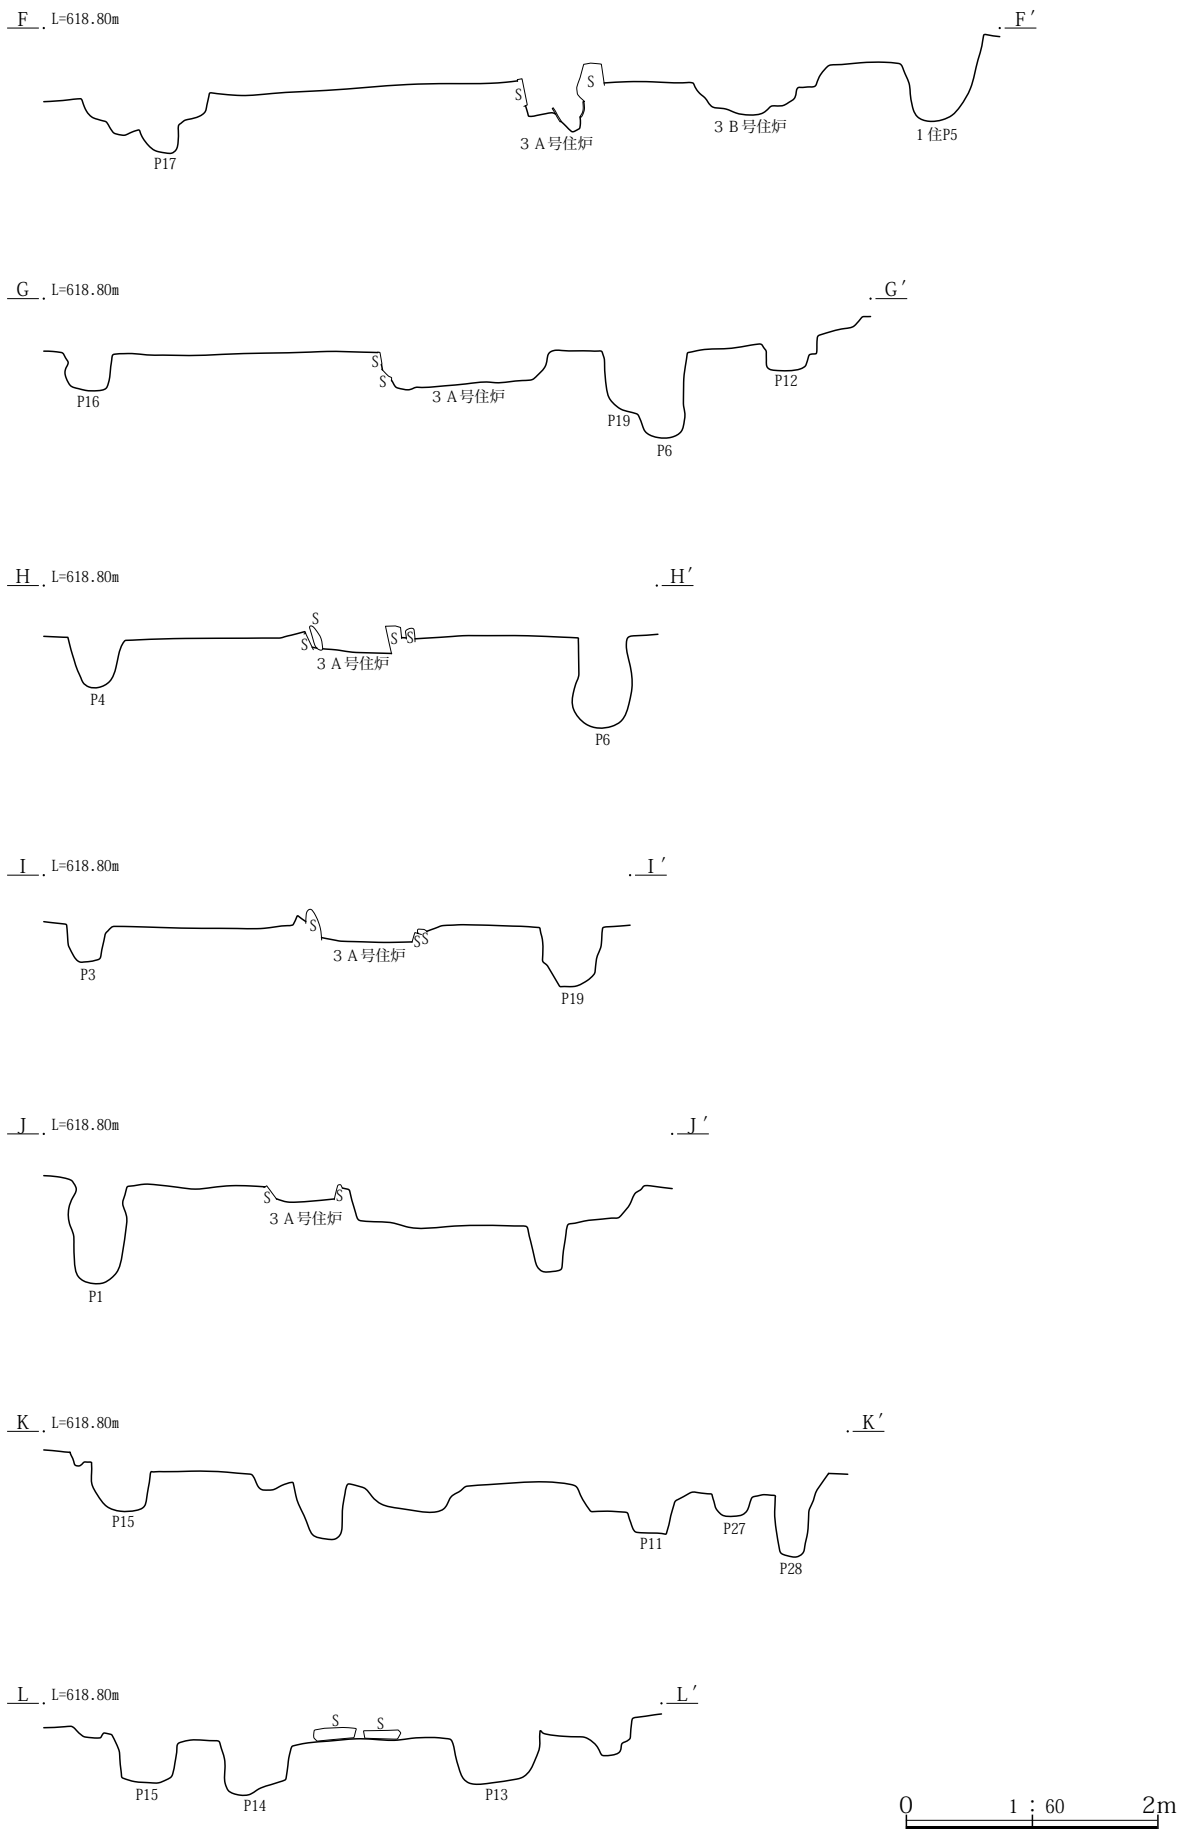 F L=618.80m F′
S S
3A号住炉 3B号住炉 1住P5
P17
G L=618.80m G′
S
S
P16 3A号住炉 P19 P12
P6
H L=618.80m H′
S
S S S
3A号住炉
P4 P6
I L=618.80m I′
S S S
3A号住炉
P3 P19
J L=618.80m J′
S S
3A号住炉
P1
K L=618.80m K′
P15 P11 P27
P28
L L=618.80m L′
S S
P15 P14 P13
0 1:60 2m